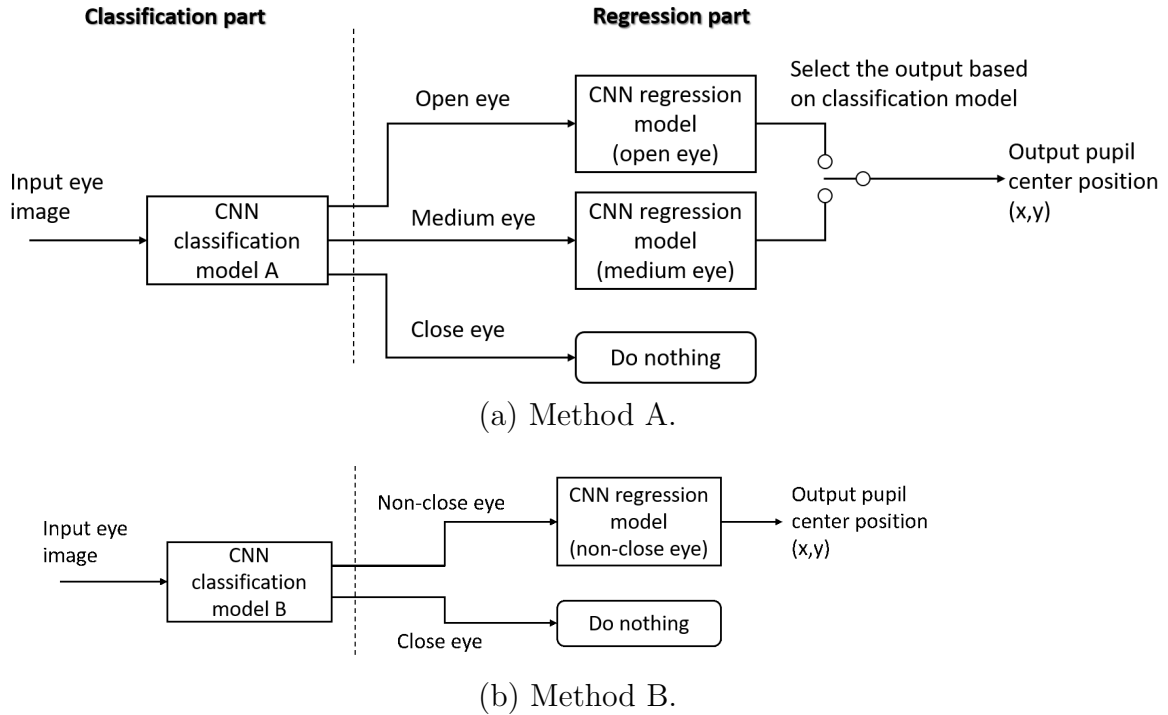 Classification part
Regression part
Open eye
CNN regression
model
(open eye)
Select the output based
on classification model
Input eye
image
CNN
classification
model A
Medium eye
CNN regression
model
(medium eye)
Output pupil
center position
(x,y)
Close eye
Do nothing
(a) Method A.
Input eye
image
CNN
classification
model B
Non-close eye
CNN regression
model
(non-close eye)
Output pupil
center position
(x,y)
Close eye
Do nothing
(b) Method B.